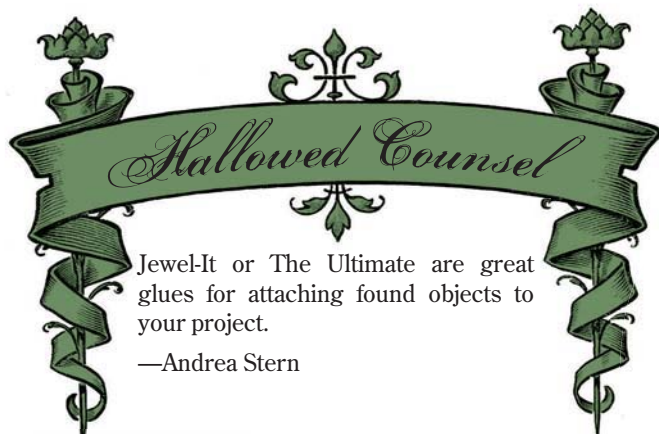 Hallowed Counsel
Jewel-It or The Ultimate are great
glues for attaching found objects to
your project.
—Andrea Stern